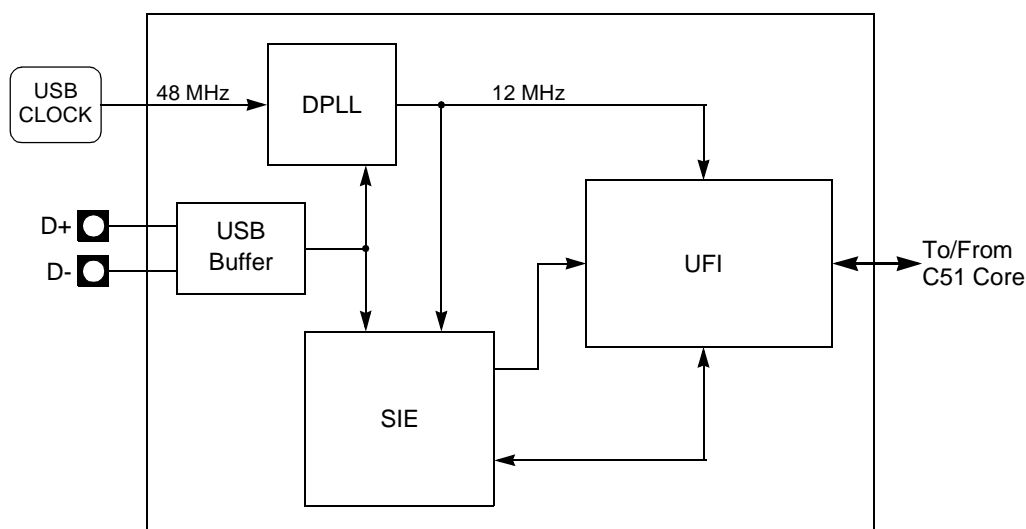 USB
CLOCK
48 MHz
DPLL
12 MHz
D+
D-
USB
Buffer
UFI
To/From
C51 Core
SIE